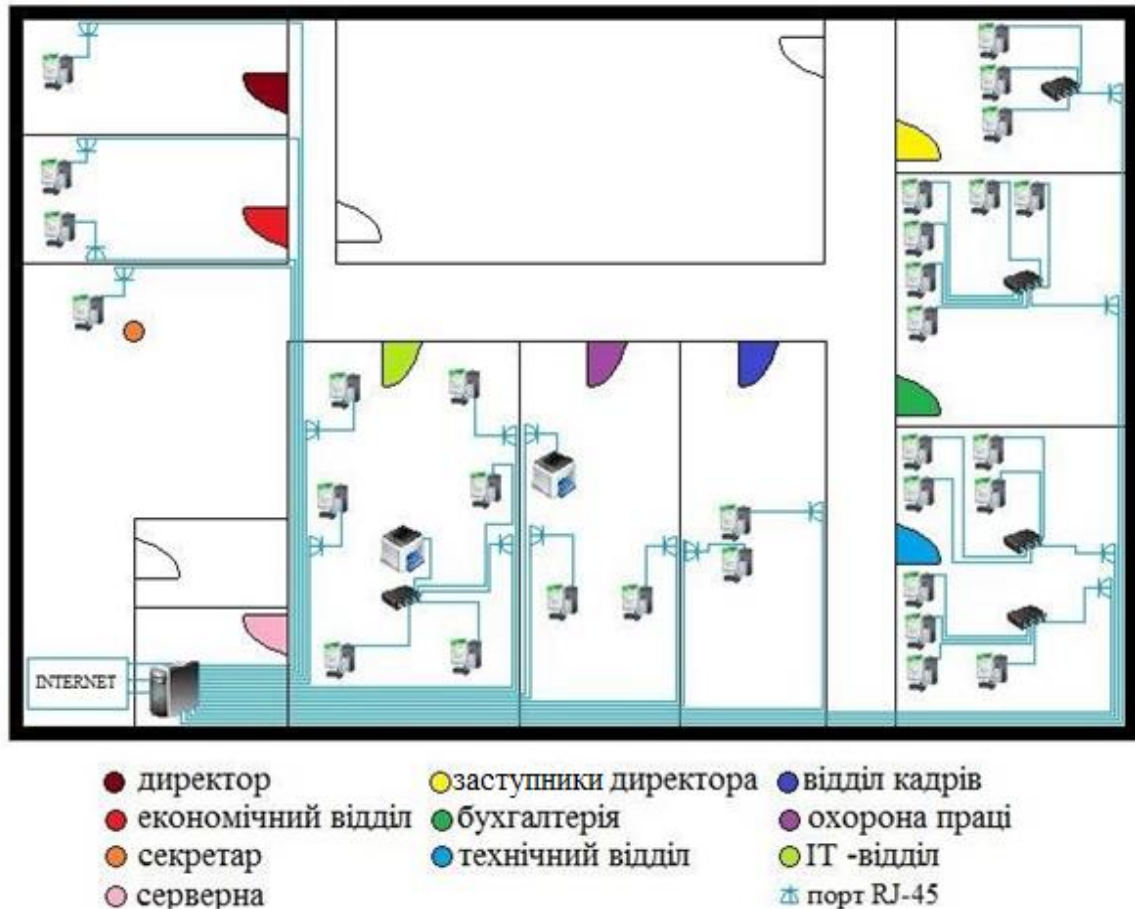 INTERNET
директор
заступники директора
відділ кадрів
економічний відділ
бухгалтерія
охорона праці
секретар
технічний відділ
ІТ -відділ
серверна
порт RJ-45